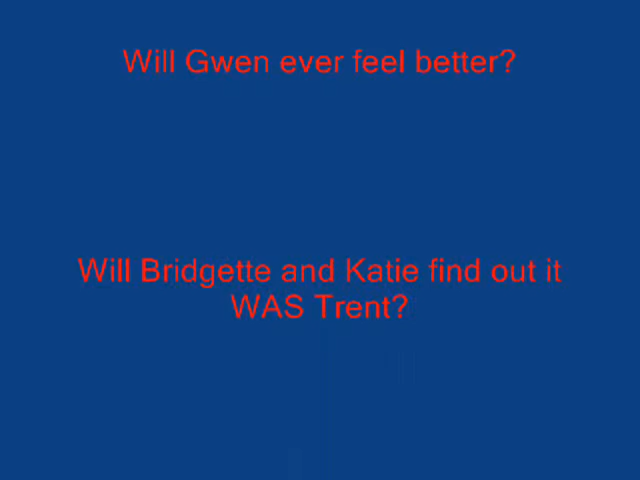 Will Gwen ever feel better?
Will Bridgette and Katie find out it
WAS Trent?